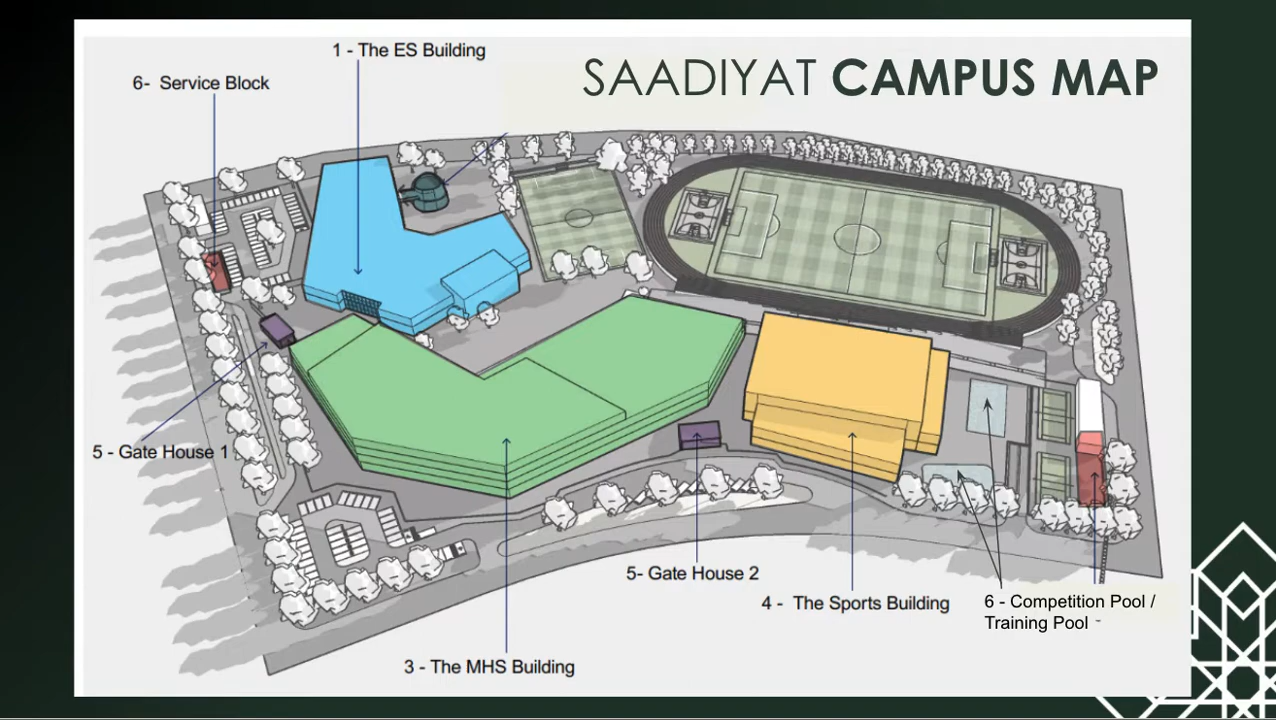 SAADIYAT CAMPUS MAP
1 - The ES Building
6-  Service Block
5 - Gate House 1
5- Gate House 2
4 -  The Sports Building
6 - Competition Pool /
Training Pool -
3 - The MHS Building